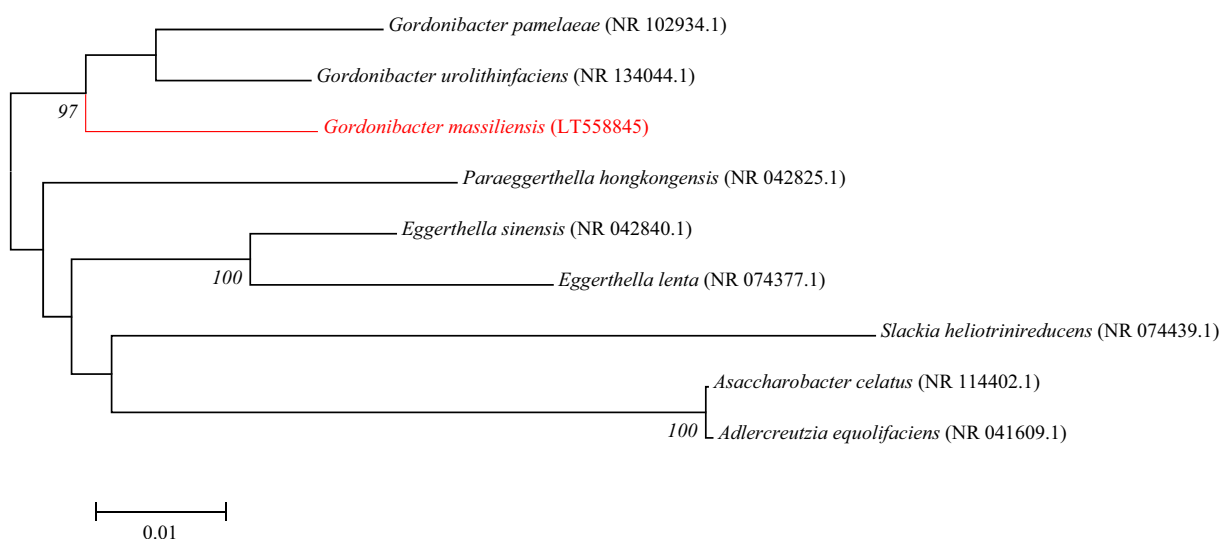 Gordonibacter pamelaeae (NR 102934.1)
Gordonibacter urolithinfaciens (NR 134044.1)
97
Gordonibacter massiliensis (LT558845)
Paraeggerthella hongkongensis (NR 042825.1)
Eggerthella sinensis (NR 042840.1)
100
Eggerthella lenta (NR 074377.1)
Slackia heliotrinireducens (NR 074439.1)
Asaccharobacter celatus (NR 114402.1)
100
Adlercreutzia equolifaciens (NR 041609.1)
0.01